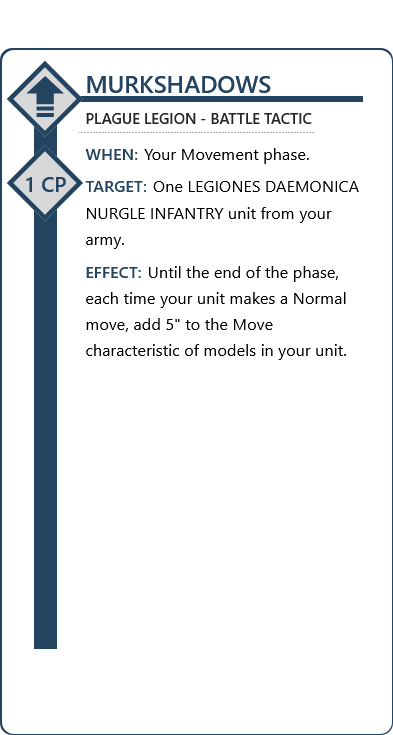 MURKSHADOWS
PLAGUE LEGION - BATTLE TACTIC
WHEN: Your Movement phase.
1 CP
TARGET: One LEGIONES DAEMONICA
NURGLE INFANTRY unit from your
army.
EFFECT: Until the end of the phase,
each time your unit makes a Normal
move, add 5" to the Move
characteristic of models in your unit.